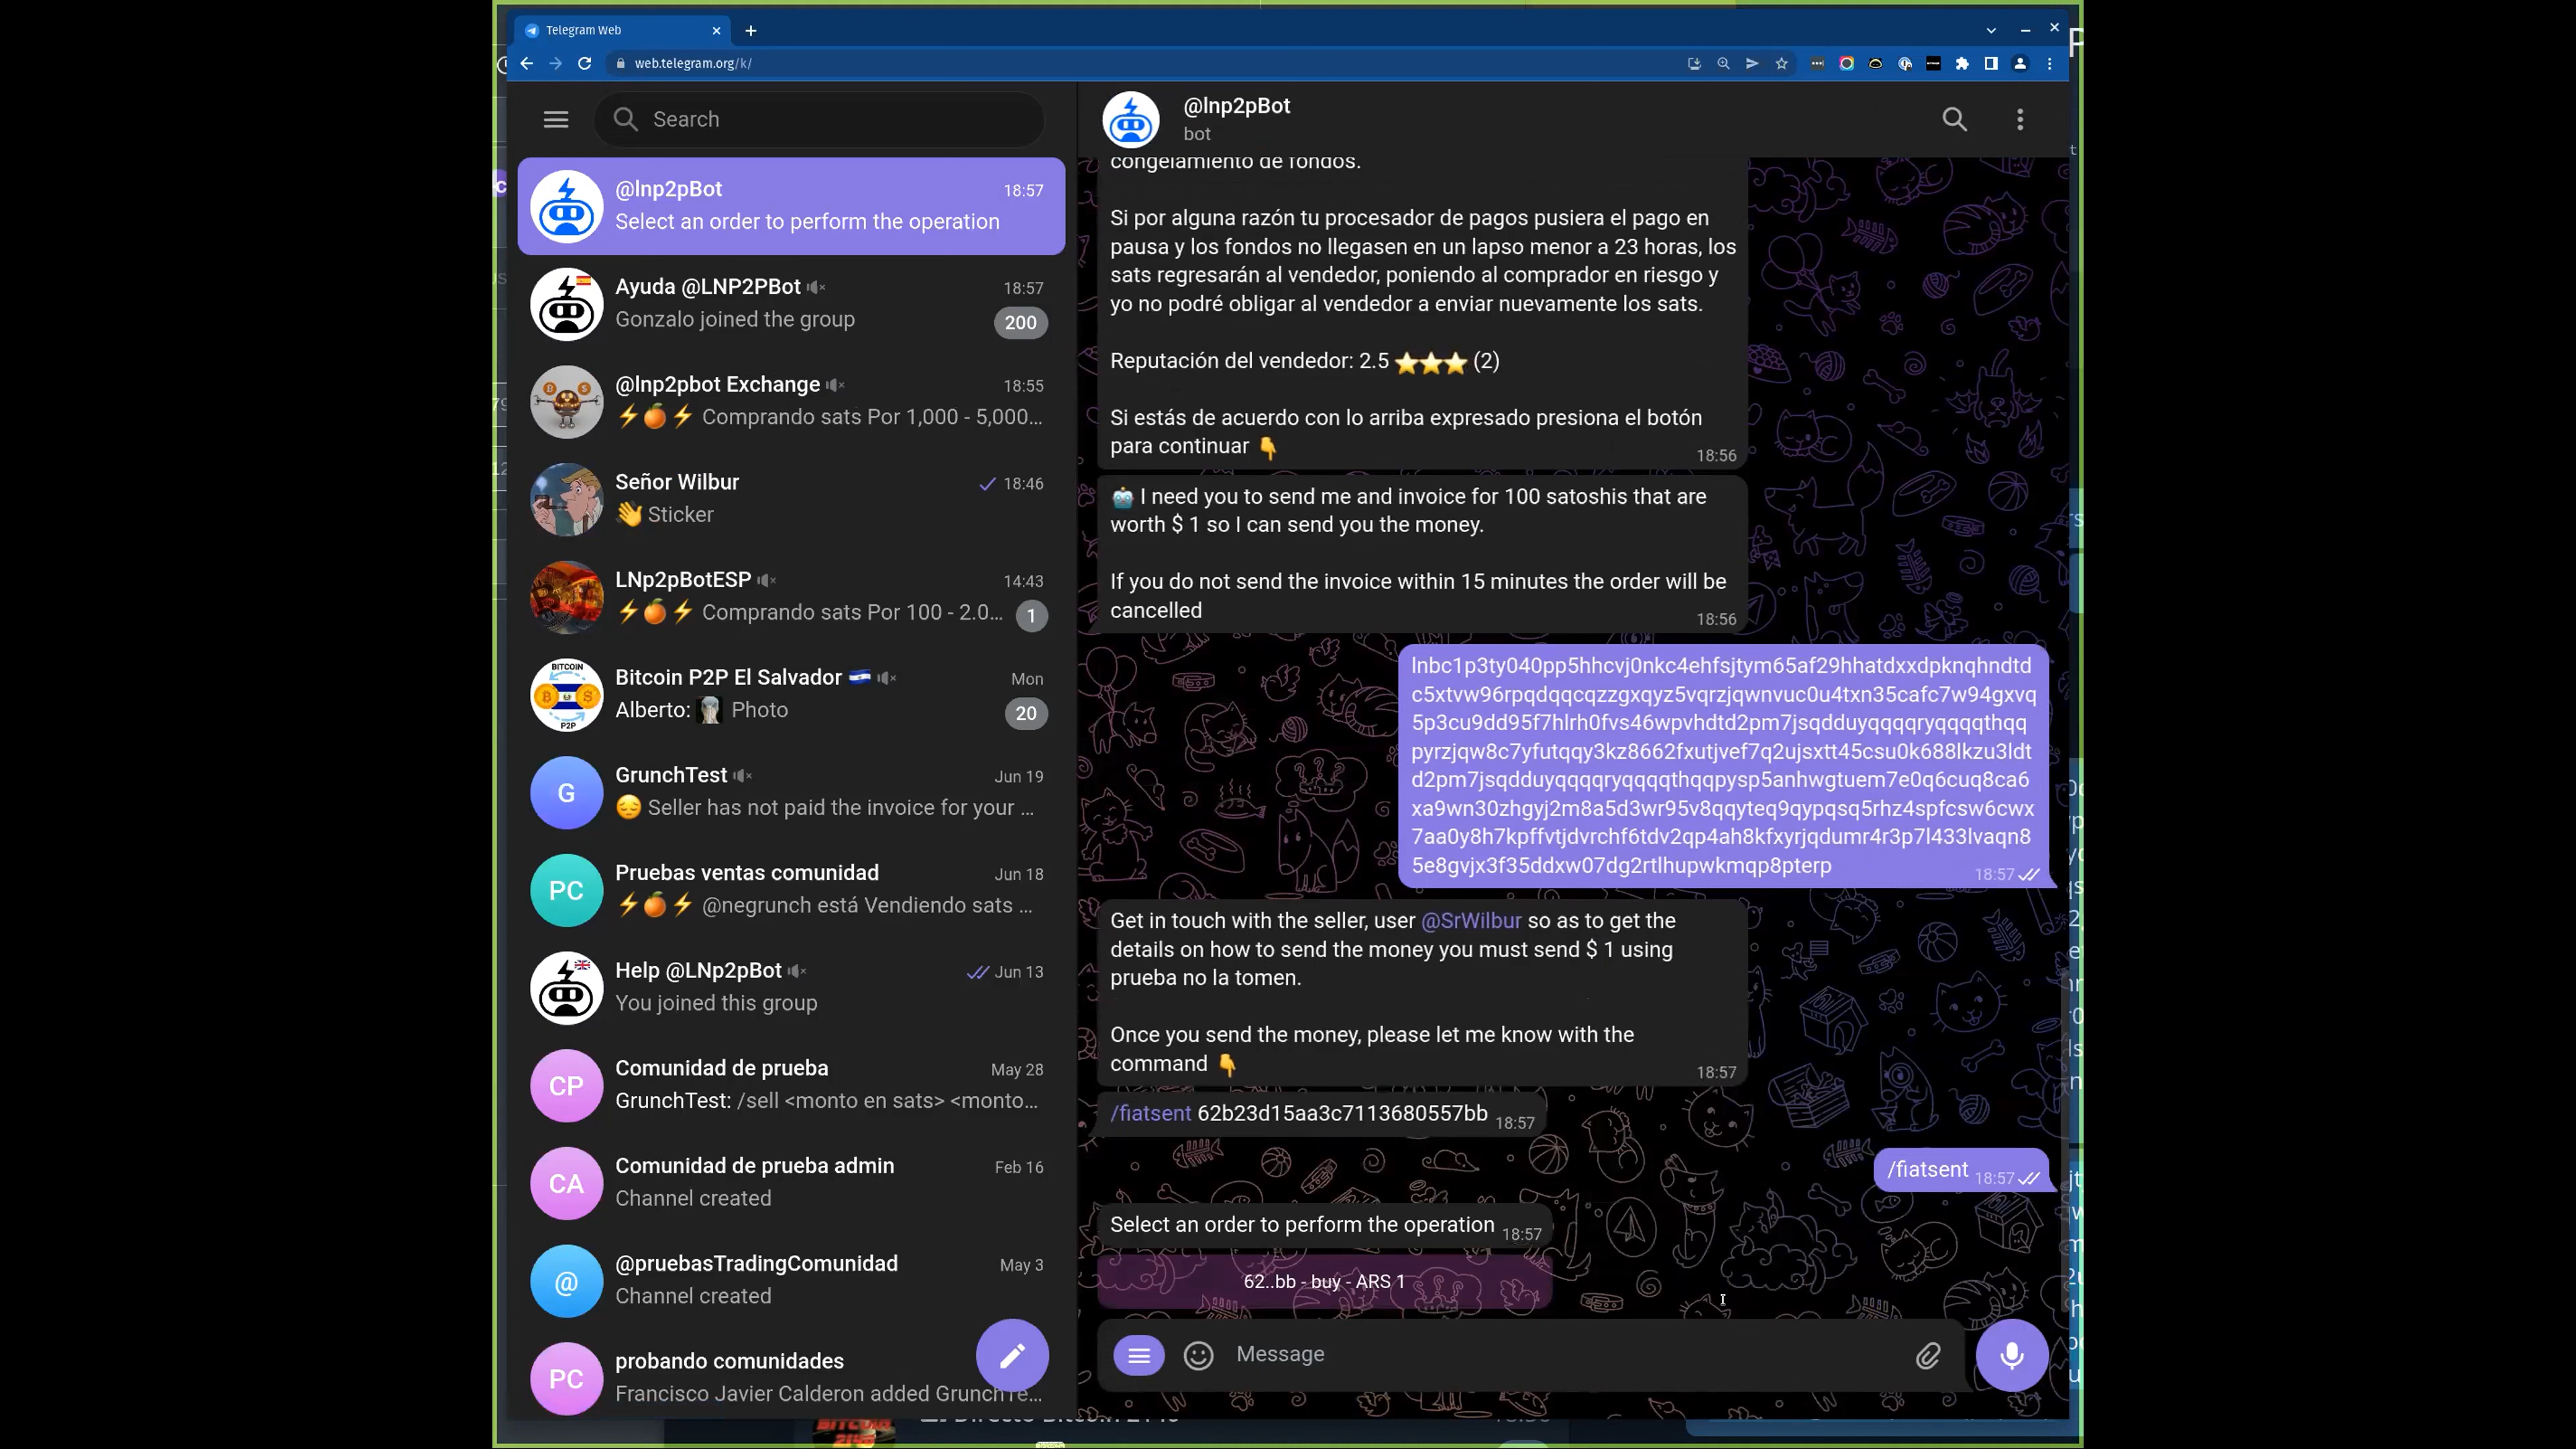 Telegram Web
web.telegram.org/k/
Search
@lnp2pBot
18:57
Select an order to perform the operation
Ayuda @LNP2PBot
18:57
Gonzalo joined the group
200
@lnp2pbot Exchange
18:55
⚡🍊⚡ Comprando sats Por 1,000 - 5,000...
Señor Wilbur
18:46
👋 Sticker
LNp2pBotESP
14:43
⚡🍊⚡ Comprando sats Por 100 - 2.0...
1
BITCOIN
P2P
Bitcoin P2P El Salvador 🇸🇻
Mon
Alberto: Photo
20
G
GrunchTest
Jun 19
😔 Seller has not paid the invoice for your ...
PC
Pruebas ventas comunidad
Jun 18
⚡🍊⚡ @negrunch está Vendiendo sats ...
Help @LNp2pBot
Jun 13
You joined this group
CP
Comunidad de prueba
May 28
GrunchTest: /sell <monto en sats> <monto...
CA
Comunidad de prueba admin
Feb 16
Channel created
@
@pruebasTradingComunidad
May 3
Channel created
PC
probando comunidades
Francisco Javier Calderon added GrunchTe...
@lnp2pBot
bot
congelamiento de fondos.
Si por alguna razón tu procesador de pagos pusiera el pago en
pausa y los fondos no llegasen en un lapso menor a 23 horas, los
sats regresarán al vendedor, poniendo al comprador en riesgo y
yo no podré obligar al vendedor a enviar nuevamente los sats.
Reputación del vendedor: 2.5 ⭐⭐⭐ (2)
Si estás de acuerdo con lo arriba expresado presiona el botón
para continuar 👇
18:56
🤖 I need you to send me and invoice for 100 satoshis that are
worth $ 1 so I can send you the money.
If you do not send the invoice within 15 minutes the order will be
cancelled
18:56
lnbc1p3ty040pp5hhcvj0nkc4ehfsjtym65af29hhatdxxdpknqhndtd
c5xtvw96rpqdqqcqzzgxqyz5vqrzjqwnvuc0u4txn35cafc7w94gxvq
5p3cu9dd95f7hlrh0fvs46wpvhdtd2pm7jsqdduyqqqqryqqqqthqq
pyrzjqw8c7yfutqqy3kz8662fxutjvef7q2ujsxtt45csu0k688lkzu3ldt
d2pm7jsqdduyqqqqryqqqqthqqpysp5anhwgtuem7e0q6cuq8ca6
xa9wn30zhgyj2m8a5d3wr95v8qqyteq9qypqsq5rhz4spfcsw6cwx
7aa0y8h7kpffvtjdvrchf6tdv2qp4ah8kfxyrjqdumr4r3p7l433lvaqn8
5e8gvjx3f35ddxw07dg2rtlhupwkmqp8pterp
18:57
Get in touch with the seller, user @SrWilbur so as to get the
details on how to send the money you must send $ 1 using
prueba no la tomen.
Once you send the money, please let me know with the
command 👇
18:57
/fiatsent 62b23d15aa3c7113680557bb
18:57
/fiatsent
18:57
Select an order to perform the operation
18:57
62..bb - buy - ARS 1
Message